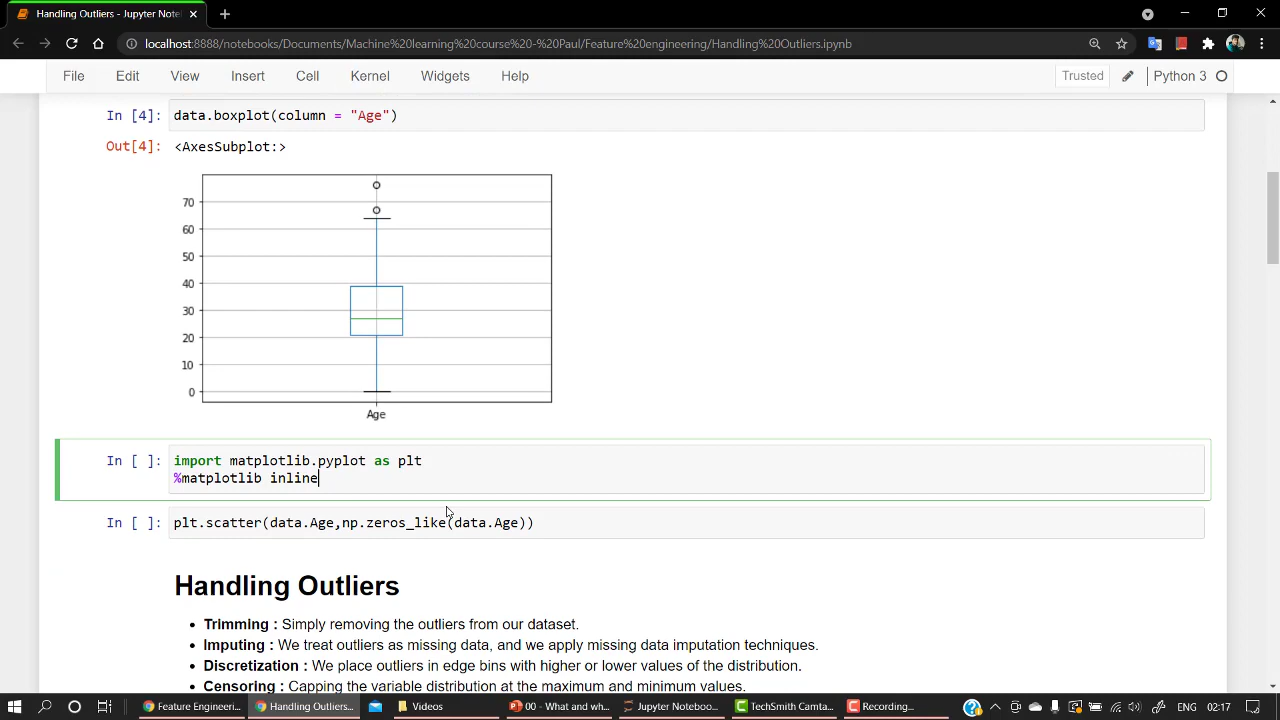 Handling Outliers - Jupyter Note
localhost:8888/notebooks/Documents/Machine%20learning%20course%20-%20Paul/Feature%20engineering/Handling%20Outliers.ipynb
File Edit View Insert Cell Kernel Widgets Help Trusted Python 3
In [4]: data.boxplot(column = "Age")
Out[4]: <AxesSubplot:>
70
60
50
40
30
20
10
0
Age
In [ ]: import matplotlib.pyplot as plt
%matplotlib inline
In [ ]: plt.scatter(data.Age,np.zeros_like(data.Age))
Handling Outliers
• Trimming : Simply removing the outliers from our dataset.
• Imputing : We treat outliers as missing data, and we apply missing data imputation techniques.
• Discretization : We place outliers in edge bins with higher or lower values of the distribution.
• Censoring : Capping the variable distribution at the maximum and minimum values.
Feature Engineeri... Handling Outliers... Videos 00 - What and wh... Jupyter Noteboo... TechSmith Camta... Recording... ENG 02:17